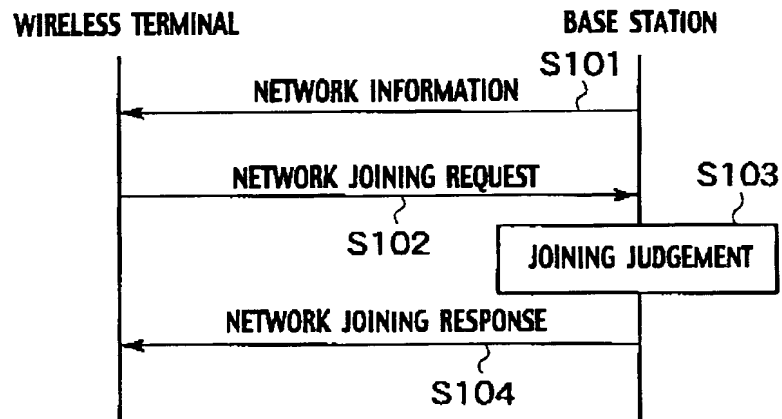 WIRELESS TERMINAL
BASE STATION
S101
NETWORK INFORMATION
NETWORK JOINING REQUEST
S102
S103
JOINING JUDGEMENT
NETWORK JOINING RESPONSE
S104